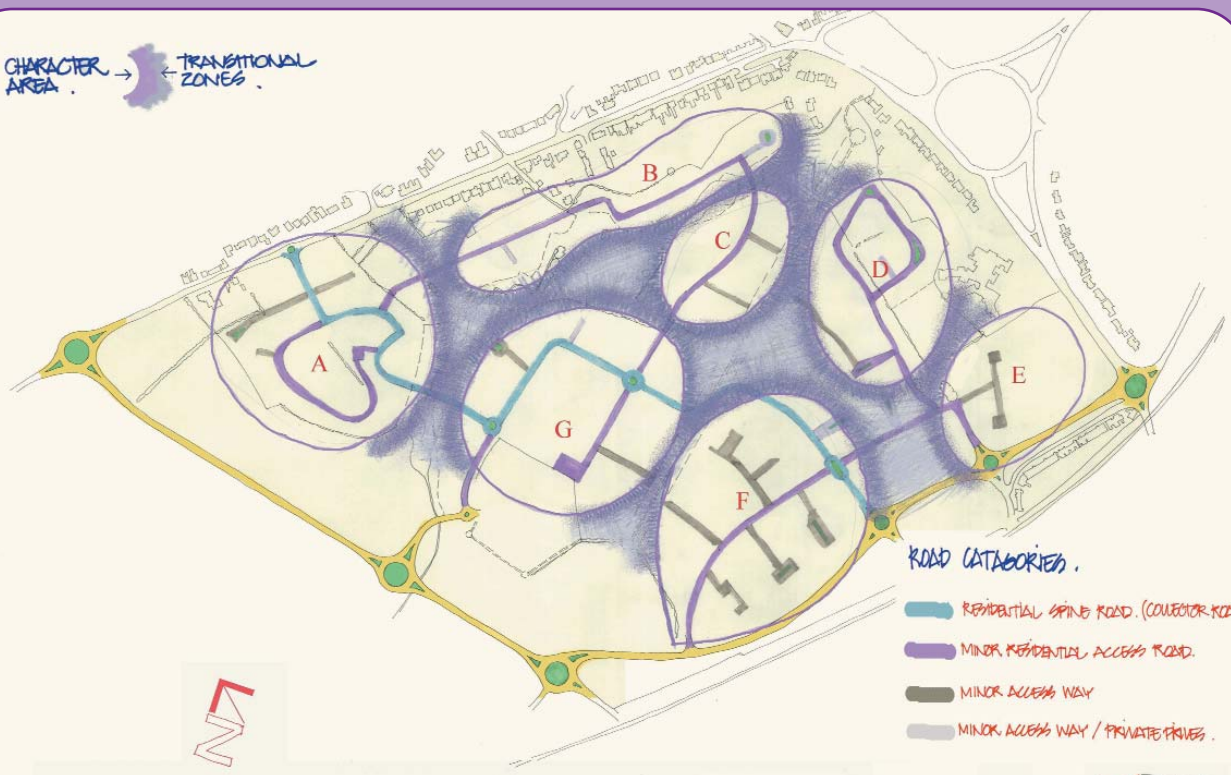 CHARACTER
AREA .
TRANSITIONAL
ZONES .
B
C
D
A
E
G
F
ROAD CATAGORIES.
RESIDENTIAL SPINE ROAD. (COLLECTOR ROA
MINOR RESIDENTIAL ACCESS ROAD.
MINOR ACCESS WAY
MINOR ACCESS WAY / PRIVATE DRIVES .
N